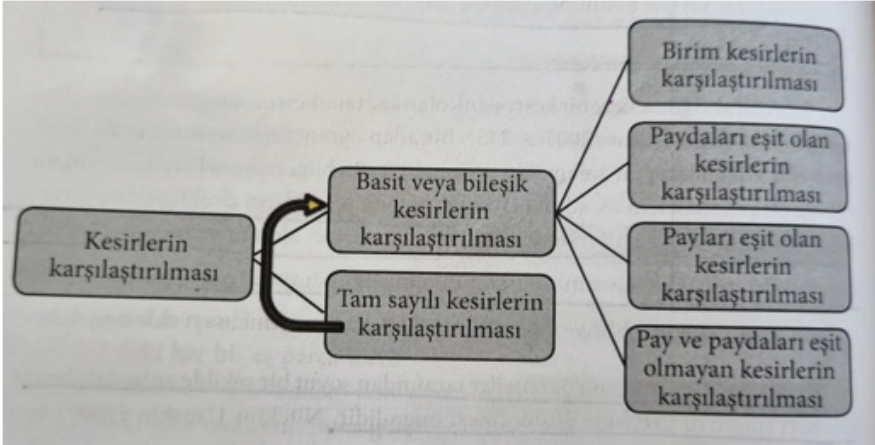 Kesirlerin
karşılaştırılması
Basit veya bileşik
kesirlerin
karşılaştırılması
Tam sayılı kesirlerin
karşılaştırılması
Birim kesirlerin
karşılaştırılması
Paydaları eşit olan
kesirlerin
karşılaştırılması
Payları eşit olan
kesirlerin
karşılaştırılması
Pay ve paydaları eşit
olmayan kesirlerin
karşılaştırılması